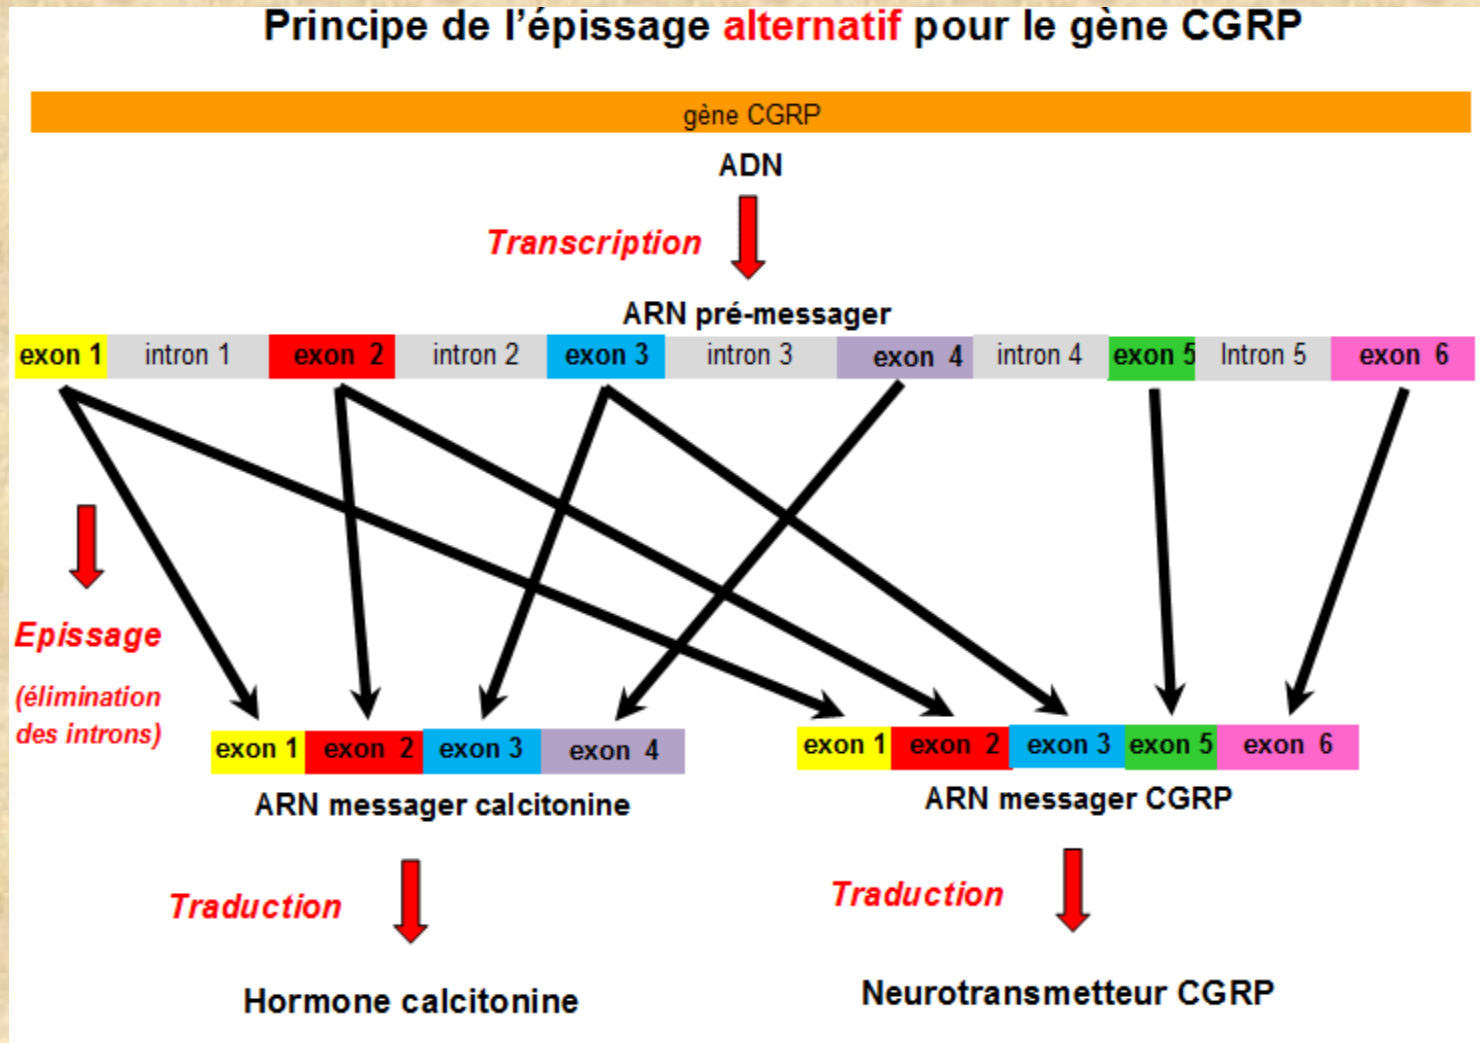 Principe de l'épissage alternatif pour le gène CGRP
gène CGRP
ADN
Transcription
ARN pré-messager
exon 1 intron 1 exon 2 intron 2 exon 3 intron 3 exon 4 intron 4 exon 5 Intron 5 exon 6
Epissage
(élimination
des introns)
exon 1 exon 2 exon 3 exon 4
ARN messager calcitonine
Traduction
Hormone calcitonine
exon 1 exon 2 exon 3 exon 5 exon 6
ARN messager CGRP
Traduction
Neurotransmetteur CGRP